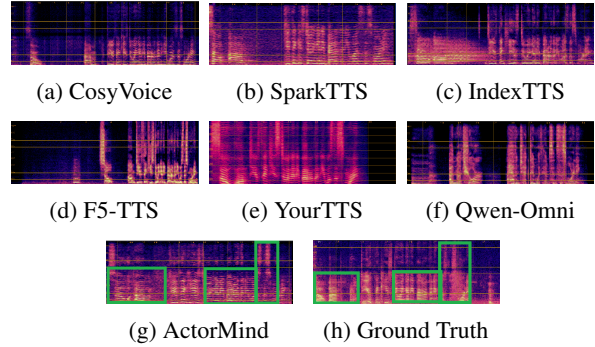 (a) CosyVoice
(b) SparkTTS
(c) IndexTTS
(d) F5-TTS
(e) YourTTS
(f) Qwen-Omni
(g) ActorMind
(h) Ground Truth